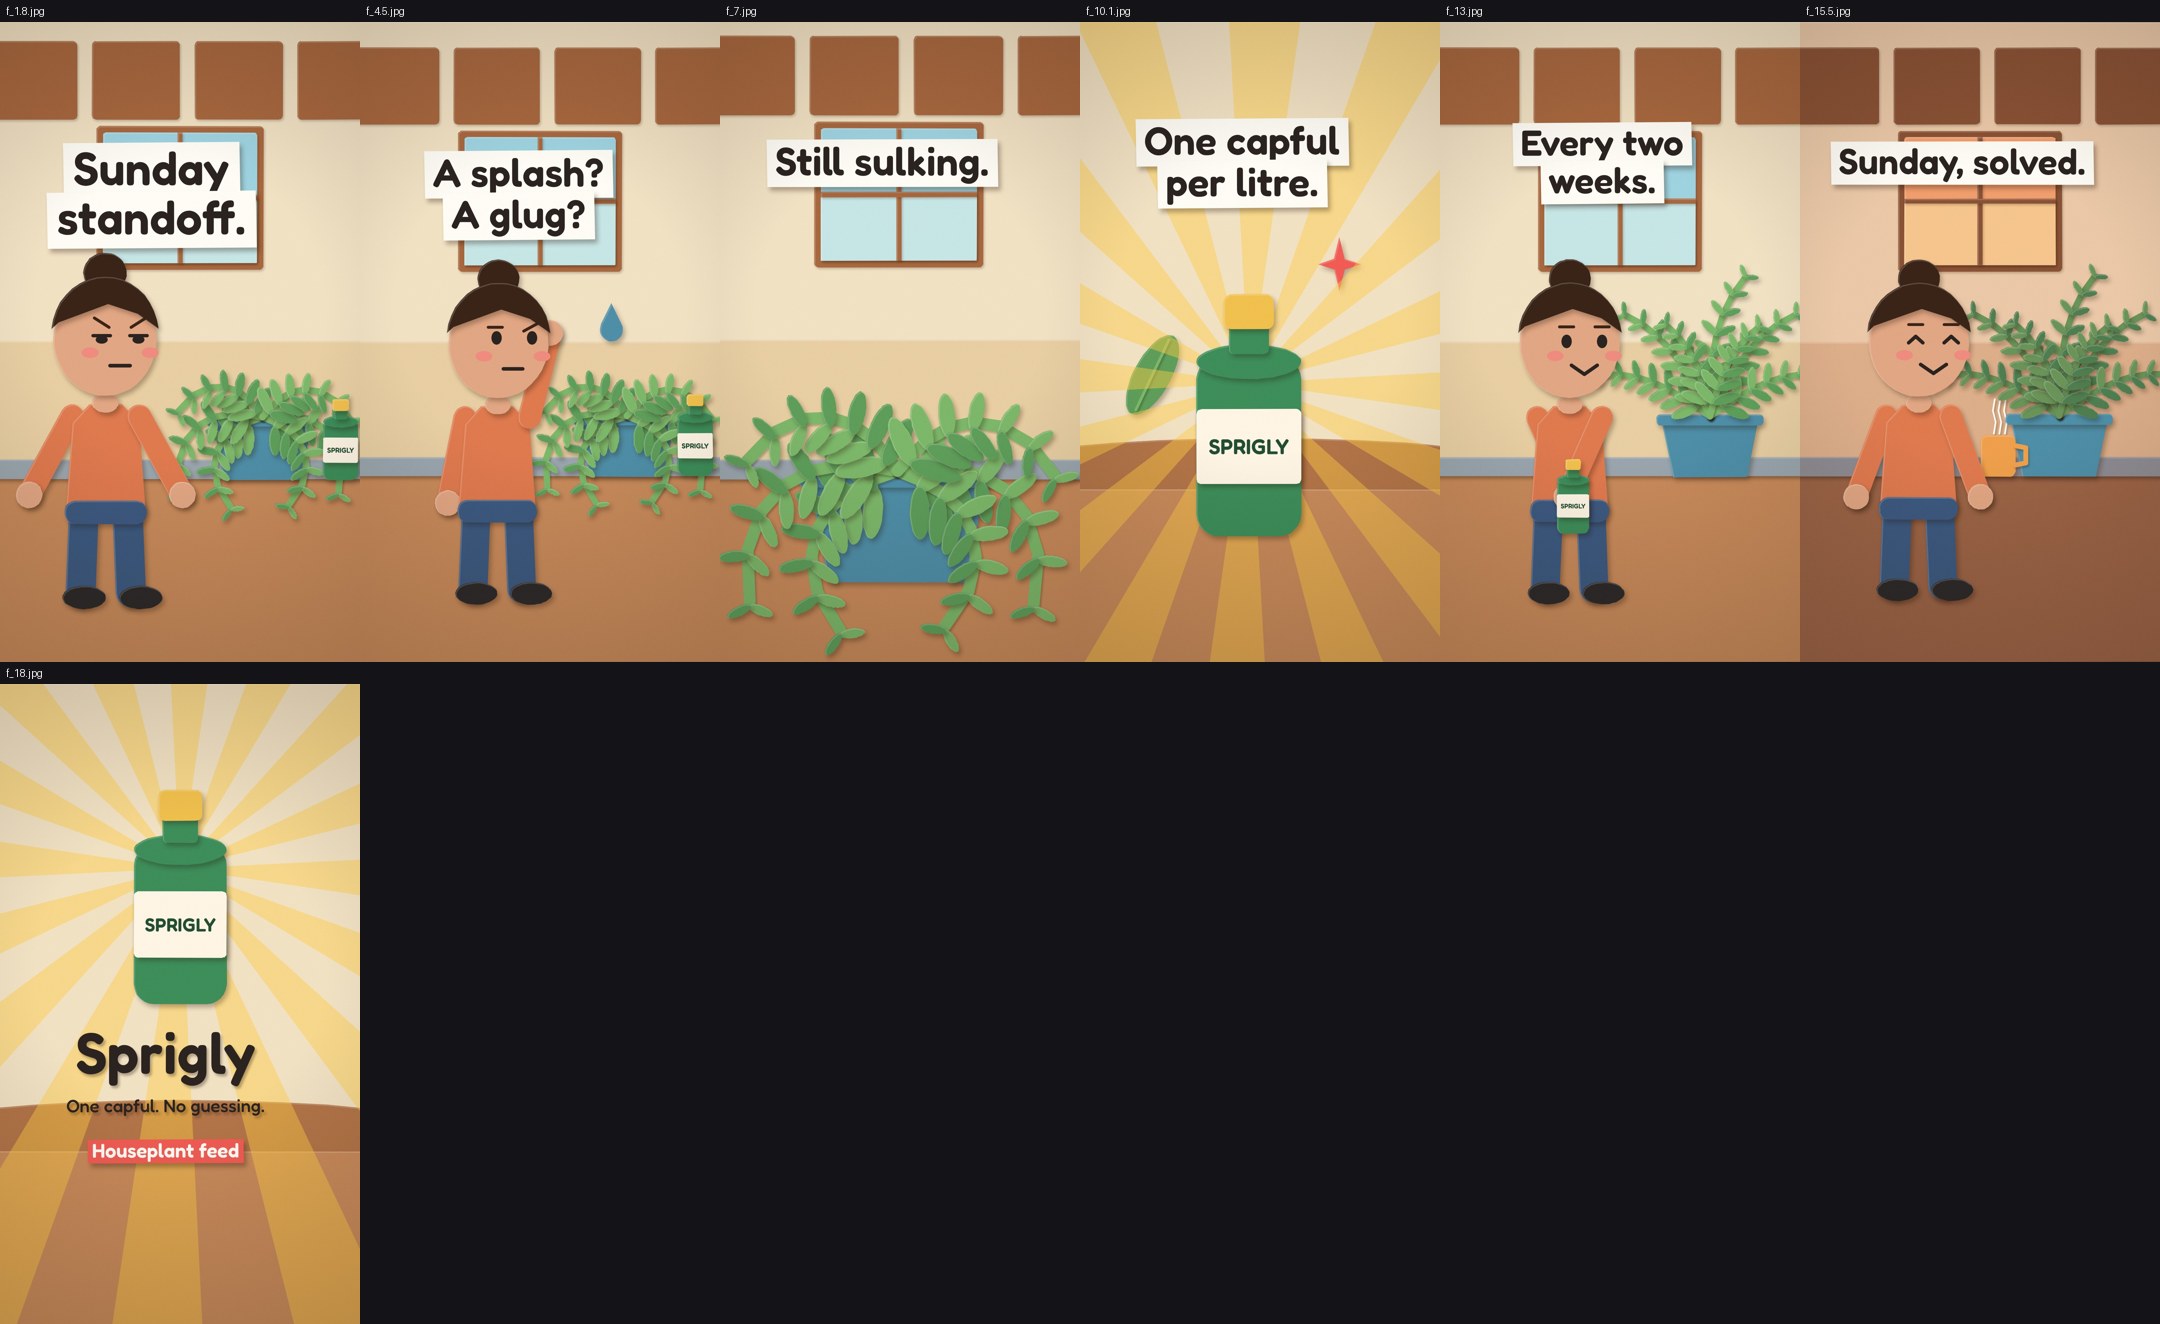 f_1.8.jpg
f_4.5.jpg
f_7.jpg
f_10.1.jpg
f_13.jpg
f_15.5.jpg
Sunday
standoff.
SPRIGLY
A splash?
A glug?
SPRIGLY
Still sulking.
One capful
per litre.
SPRIGLY
Every two
weeks.
SPRIGLY
Sunday, solved.
f_18.jpg
SPRIGLY
Sprigly
One capful. No guessing.
Houseplant feed